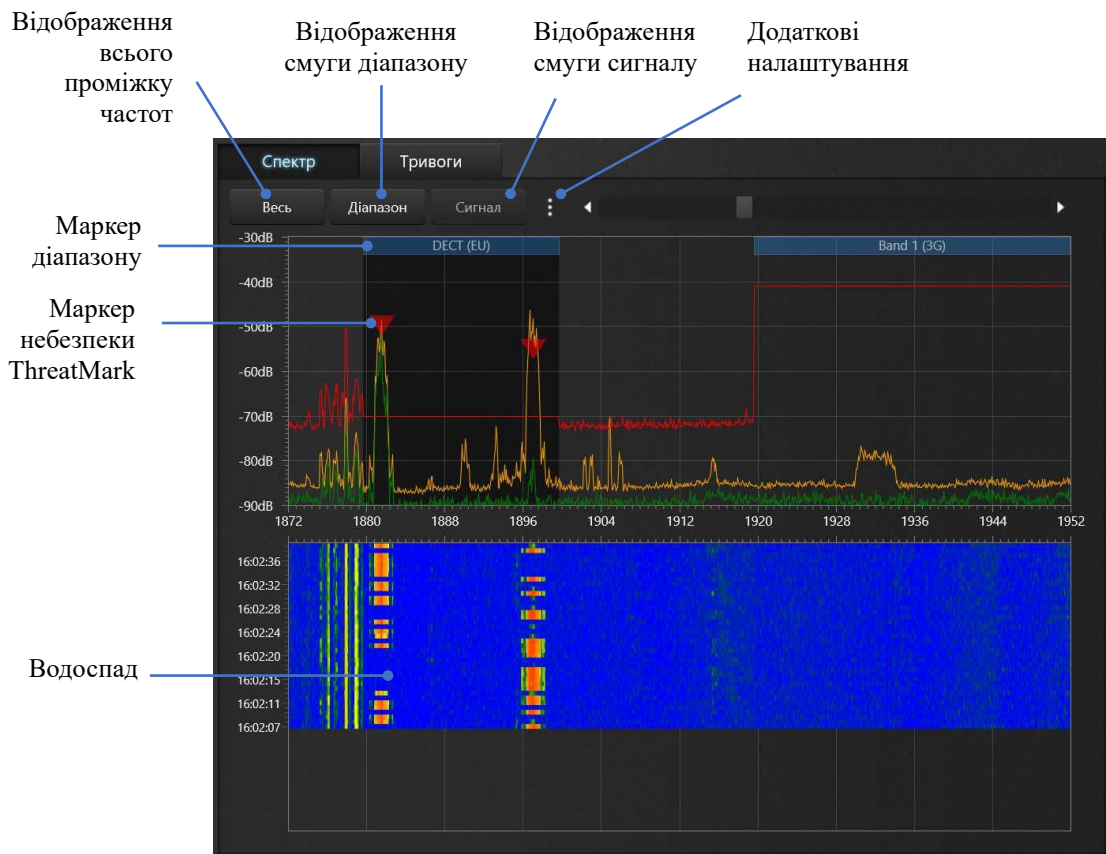 Відображення
всього
проміжку
частот
Відображення
смуги діапазону
Відображення
смуги сигналу
Додаткові
налаштування
Спектр
Тривоги
Весь
Діапазон
Сигнал
Маркер
діапазону
Маркер
небезпеки
ThreatMark
-30dB
DECT (EU)
Band 1 (3G)
-40dB
-50dB
-60dB
-70dB
-80dB
-90dB
1872 1880 1888 1896 1904 1912 1920 1928 1936 1944 1952
16:02:36
16:02:32
16:02:28
16:02:24
16:02:20
Водоспад
16:02:15
16:02:11
16:02:07